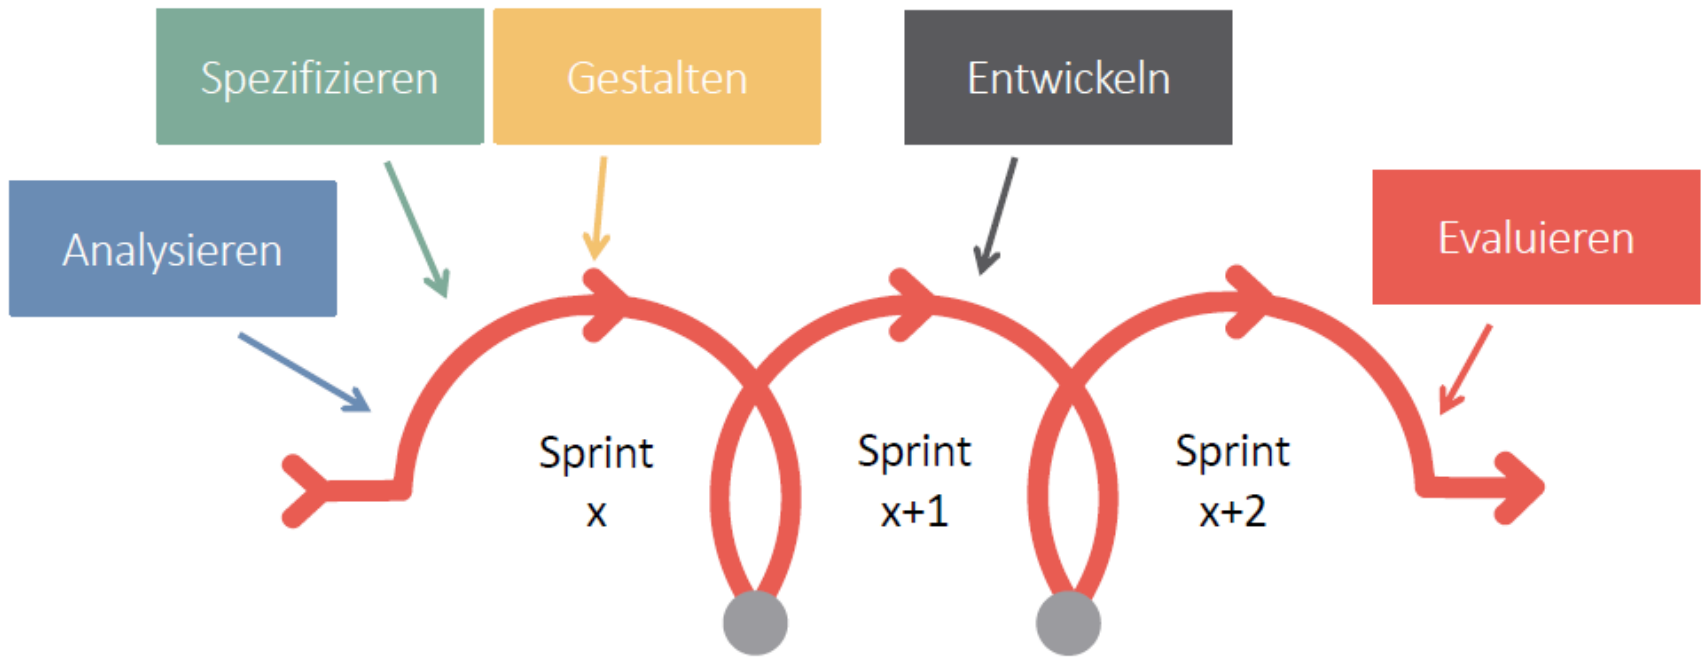 Spezifizieren
Gestalten
Entwickeln
Analysieren
Evaluieren
Sprint
x
Sprint
x+1
Sprint
x+2